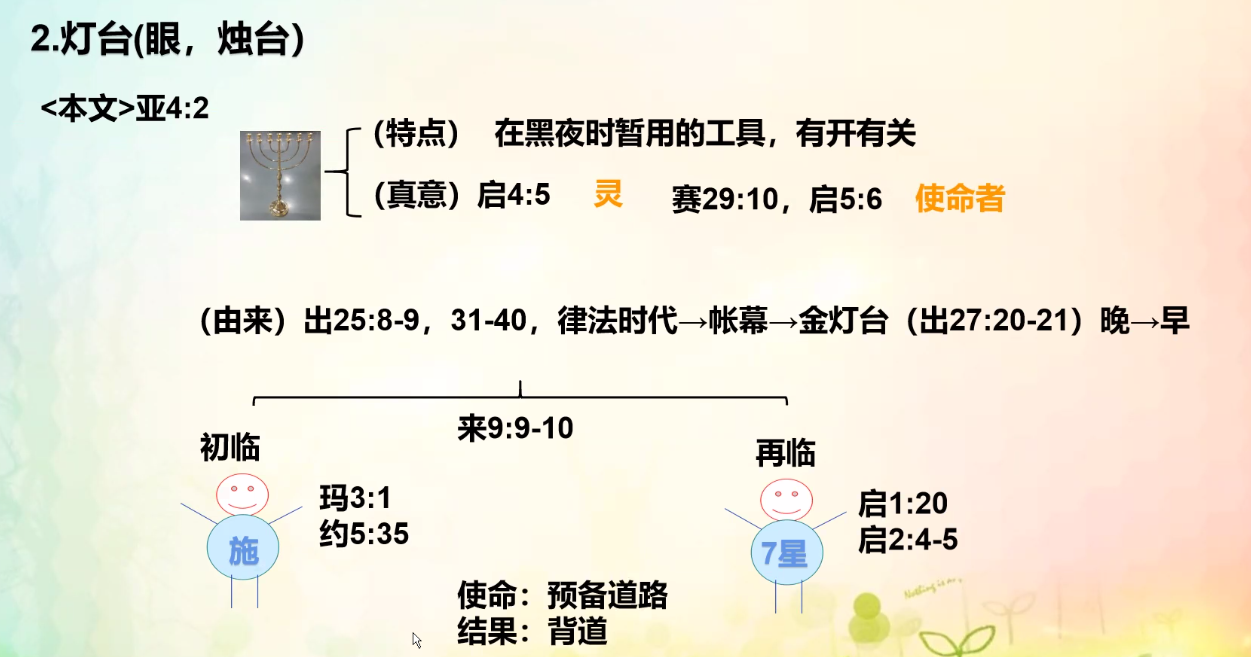 2.灯台(眼，烛台)
<本文>亚4:2
（特点） 在黑夜时暂用的工具，有开有关
（真意）启4:5 灵 赛29:10，启5:6 使命者
（由来）出25:8-9，31-40，律法时代→帐幕→金灯台（出27:20-21）晚→早
来9:9-10
初临
施
玛3:1
约5:35
再临
7星
启1:20
启2:4-5
使命：预备道路
结果：背道